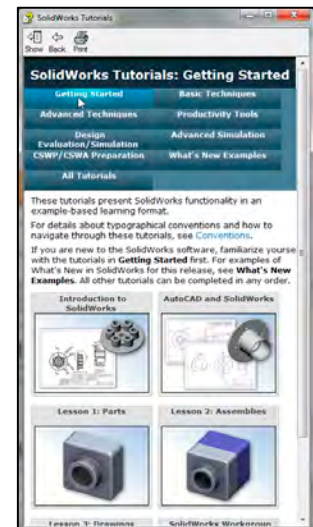 SolidWorks Tutorials
Show Back Print
SolidWorks Tutorials: Getting Started
Getting Started Basic Techniques
Advanced Techniques Productivity Tools
Design Evaluation/Simulation Advanced Simulation
CSWP/CSWA Preparation What's New Examples
All Tutorials
These tutorials present SolidWorks functionality in an
example-based learning format.
For details about typographical conventions and how to
navigate through these tutorials, see Conventions.
If you are new to the SolidWorks software, familiarize yourse
with the tutorials in Getting Started first. For examples of
What's New in SolidWorks for this release, see What's New
Examples. All other tutorials can be completed in any order.
Introduction to SolidWorks AutoCAD and SolidWorks
Lesson 1: Parts Lesson 2: Assemblies
Lesson 3: Drawings SolidWorks Workgroup